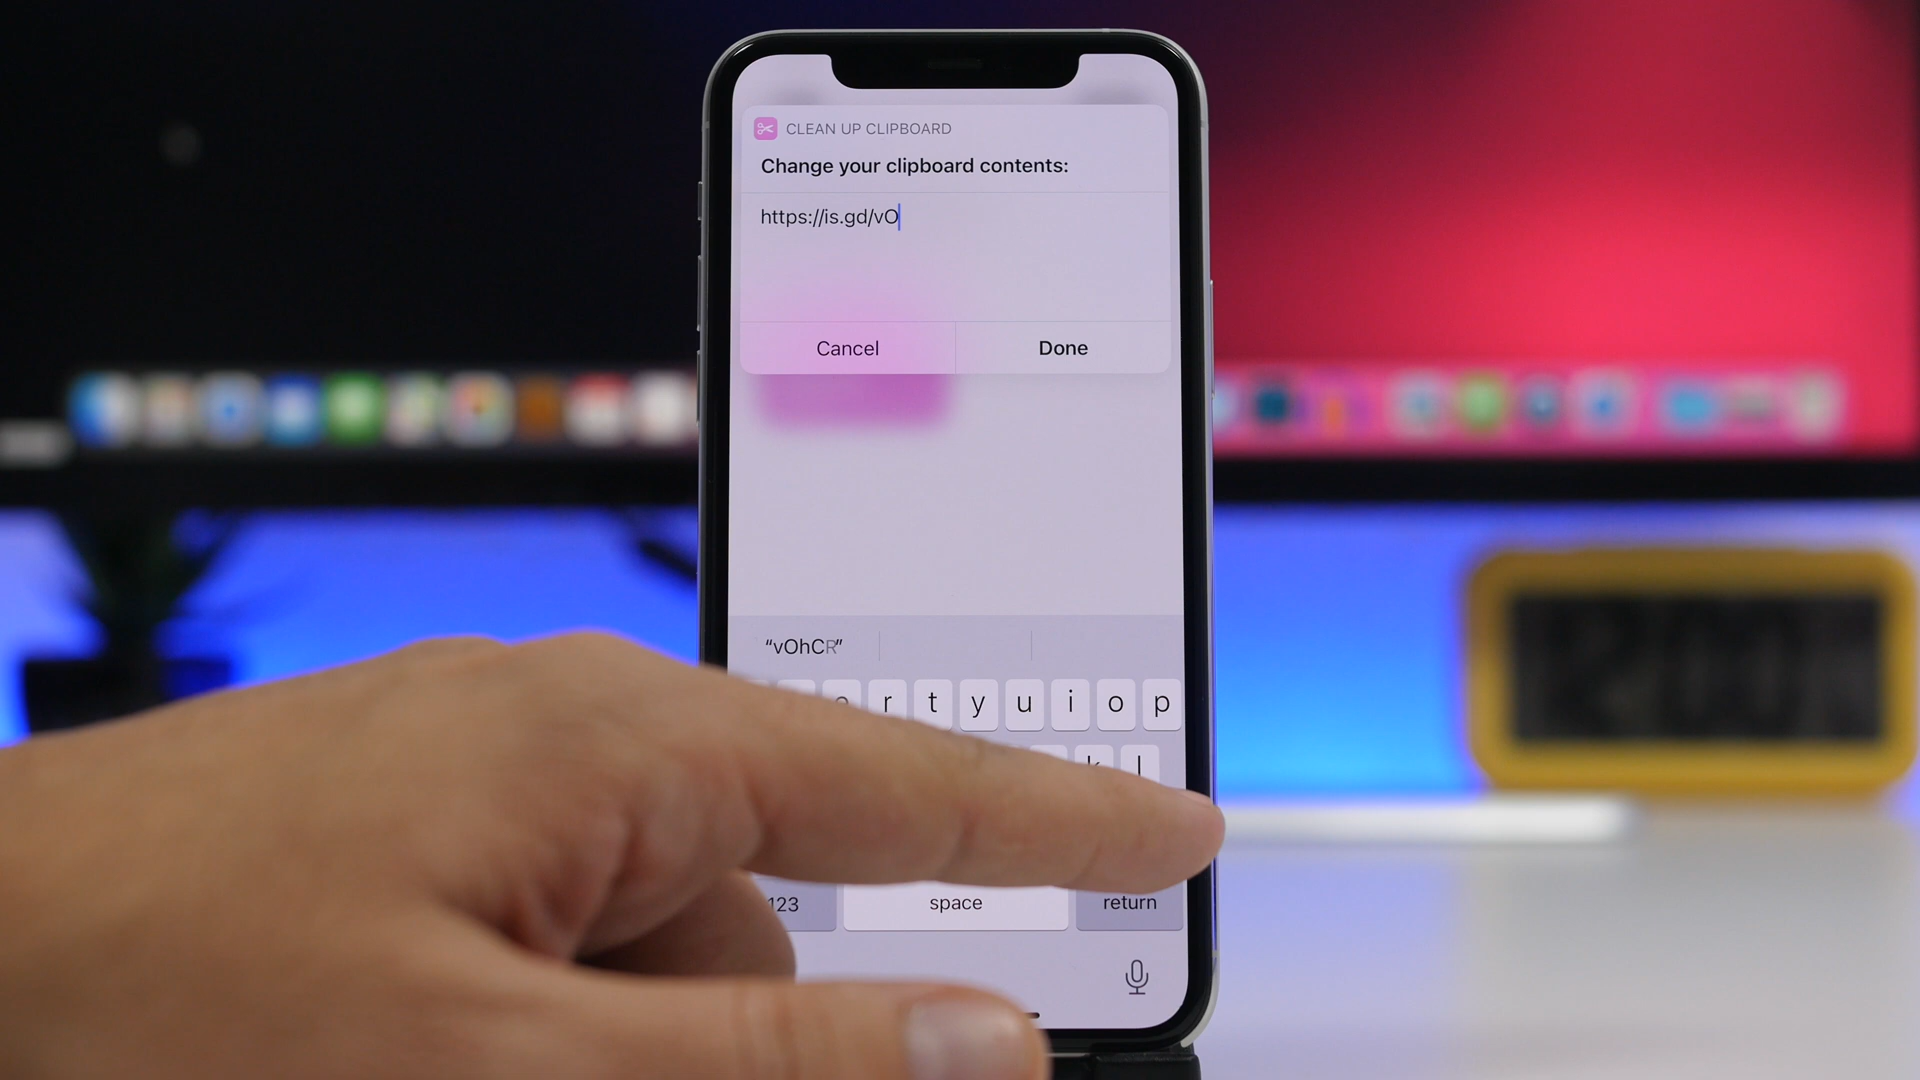 CLEAN UP CLIPBOARD
Change your clipboard contents:
https://is.gd/vO
Cancel Done
“vOhCR”
r t y u i o p
k l
123 space return